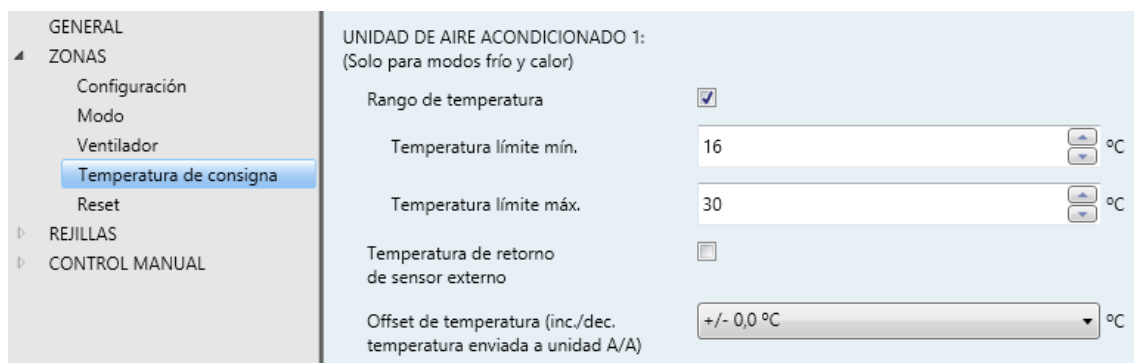 GENERAL
ZONAS
Configuración
Modo
Ventilador
Temperatura de consigna
Reset
REJILLAS
CONTROL MANUAL
UNIDAD DE AIRE ACONDICIONADO 1:
(Solo para modos frío y calor)
Rango de temperatura
Temperatura límite mín. 16 ºC
Temperatura límite máx. 30 ºC
Temperatura de retorno
de sensor externo
Offset de temperatura (inc./dec. +/- 0,0 ºC ºC
temperatura enviada a unidad A/A)